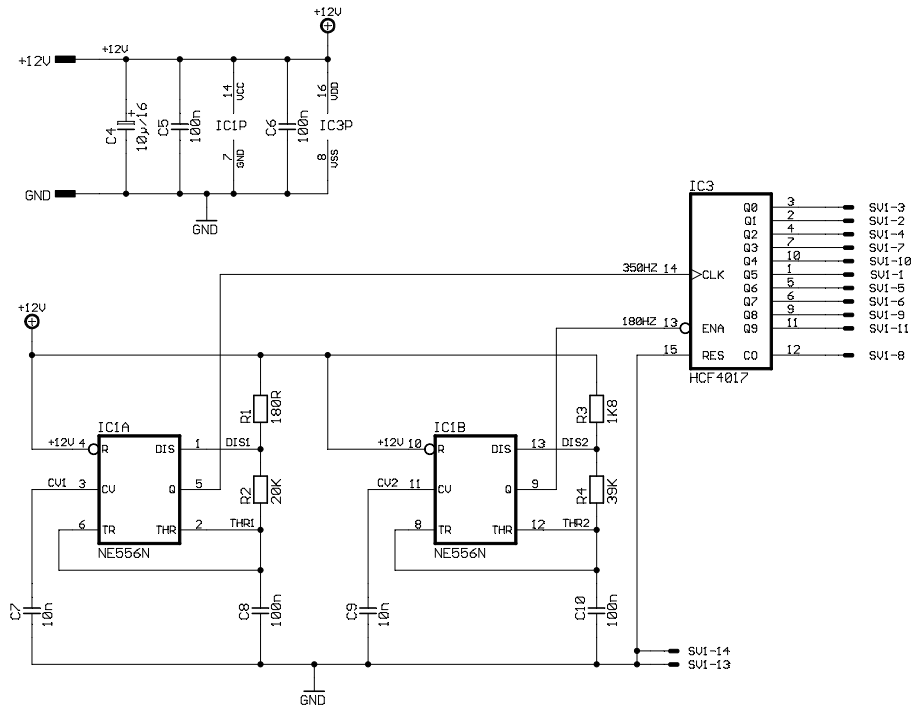 +12V
+12V +12V
C4 + 10µ/16
C5 100n
14 VCC
IC1P
7 GND
C6 100n
16 VDD
IC3P
8 VSS
GND
GND
IC3
Q0 3 SV1-3
Q1 2 SV1-2
Q2 4 SV1-4
Q3 7 SV1-7
Q4 10 SV1-10
350HZ 14 CLK Q5 1 SV1-1
Q6 5 SV1-5
Q7 6 SV1-6
Q8 9 SV1-9
180HZ 13 ENA Q9 11 SV1-11
15 RES CO 12 SV1-8
HCF4017
+12V
R1 180R
R3 1K8
IC1A
+12V 4 R DIS 1 DIS1
CV1 3 CV Q 5
R2 20K
6 TR THR 2 THR1
NE556N
IC1B
+12V 10 R DIS 13 DIS2
CV2 11 CV Q 9
R4 39K
8 TR THR 12 THR2
NE556N
C7 10n
C8 100n
C9 10n
C10 100n
SV1-14
SV1-13
GND